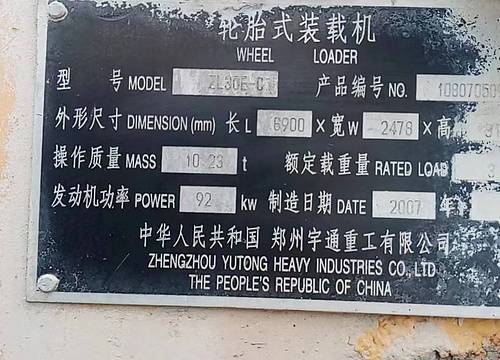 轮胎式装载机
WHEEL LOADER
型 号 MODEL ZL30E-C 产品编号 NO. 10807050
外形尺寸 DIMENSION (mm) 长 L 6900 × 宽 W 2478 × 高
操作质量 MASS 10.23 t 额定载重量 RATED LOAD 3
发动机功率 POWER 92 kw 制造日期 DATE 2007 年
中华人民共和国 郑州宇通重工有限公司
ZHENGZHOU YUTONG HEAVY INDUSTRIES CO., LTD
THE PEOPLE'S REPUBLIC OF CHINA